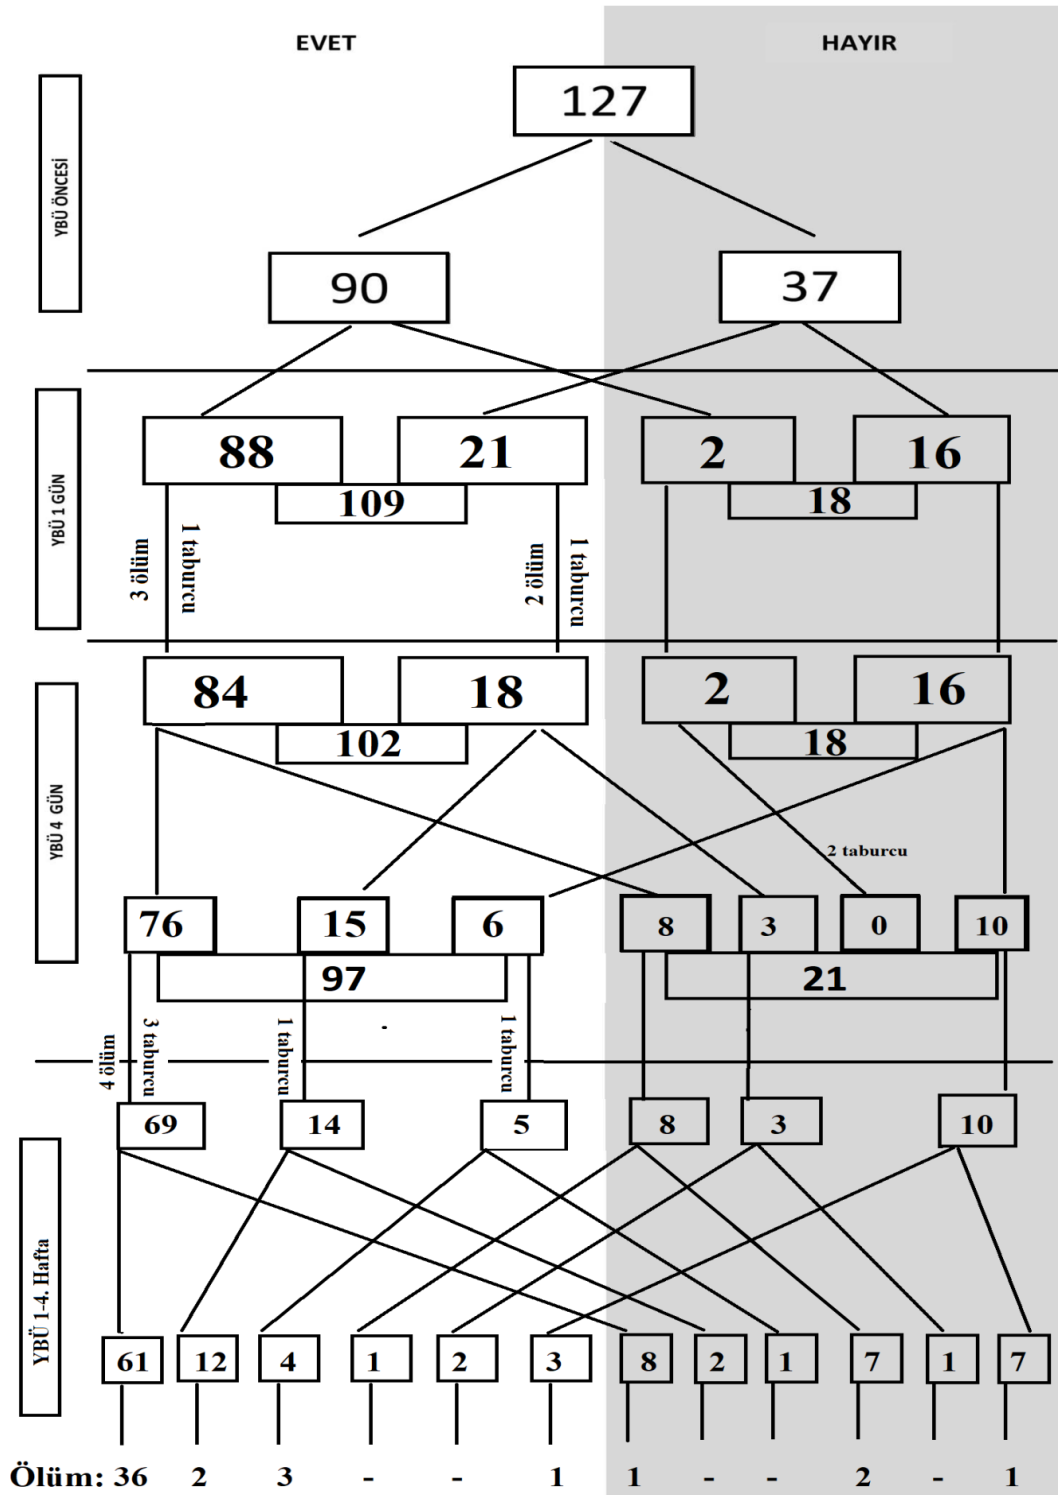 EVET HAYIR
YBÜ ÖNCESİ
127
90 37
YBÜ 1 GÜN
88 21 2 16
109 18
3 ölüm
1 taburcu
2 ölüm
1 taburcu
YBÜ 4 GÜN
84 18 2 16
102 18
2 taburcu
76 15 6 8 3 0 10
97 21
4 ölüm
3 taburcu
1 taburcu
1 taburcu
YBÜ 1-4. Hafta
69 14 5 8 3 10
61 12 4 1 2 3 8 2 1 7 1 7
Ölüm: 36 2 3 - - 1 1 - - 2 - 1